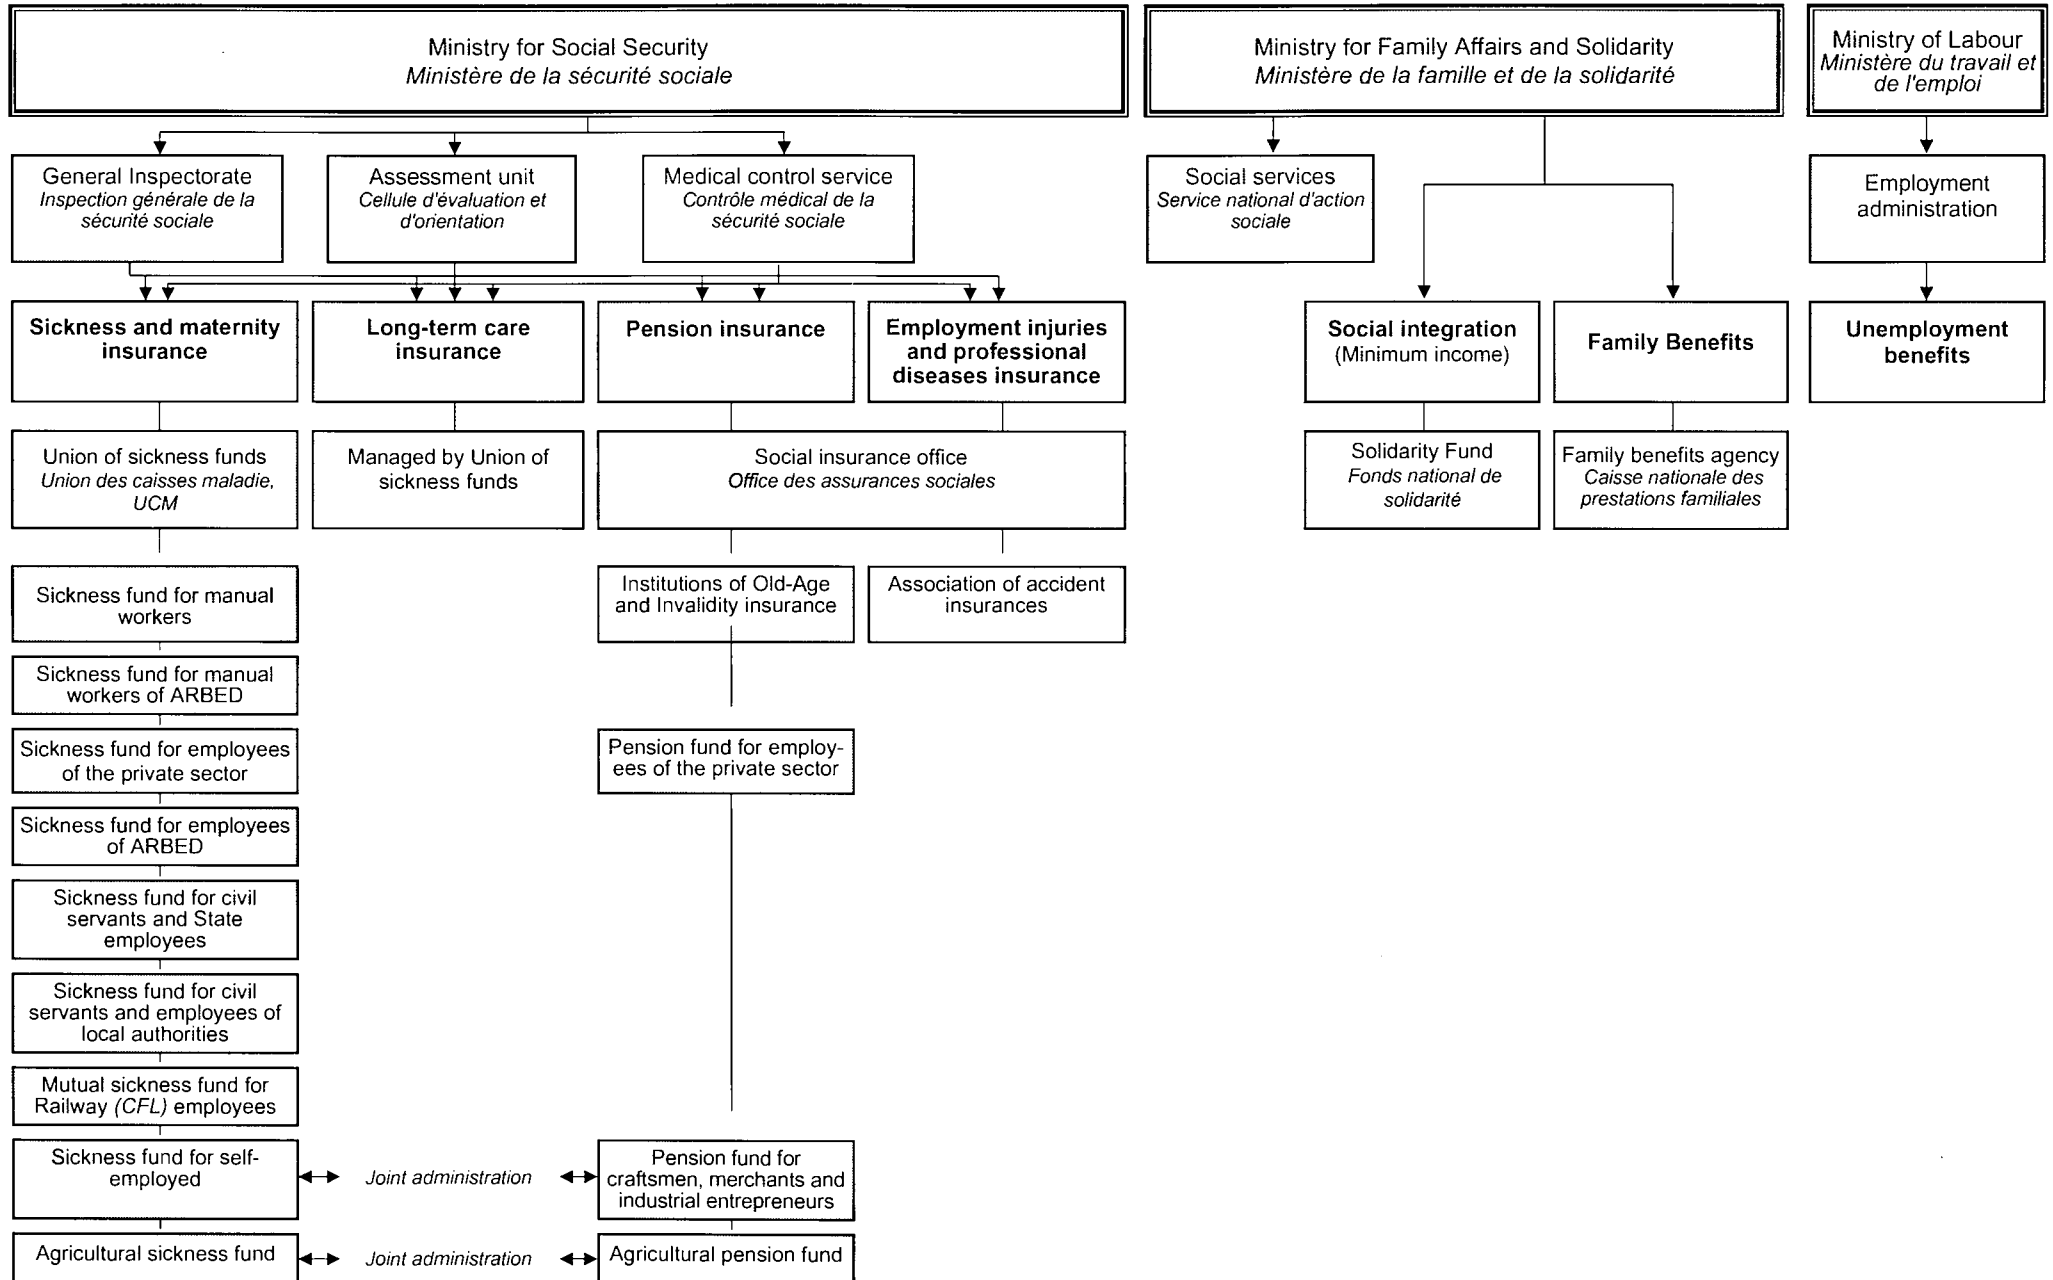 Ministry for Social Security
Ministère de la sécurité sociale
Ministry for Family Affairs and Solidarity
Ministère de la famille et de la solidarité
Ministry of Labour
Ministère du travail et
de l'emploi
General Inspectorate
Inspection générale de la
sécurité sociale
Assessment unit
Cellule d'évaluation et
d'orientation
Medical control service
Contrôle médical de la
sécurité sociale
Social services
Service national d'action
sociale
Employment
administration
Sickness and maternity
insurance
Long-term care
insurance
Pension insurance
Employment injuries
and professional
diseases insurance
Social integration
(Minimum income)
Family Benefits
Unemployment
benefits
Union of sickness funds
Union des caisses maladie,
UCM
Managed by Union of
sickness funds
Social insurance office
Office des assurances sociales
Solidarity Fund
Fonds national de
solidarité
Family benefits agency
Caisse nationale des
prestations familiales
Sickness fund for manual
workers
Institutions of Old-Age
and Invalidity insurance
Association of accident
insurances
Sickness fund for manual
workers of ARBED
Sickness fund for employees
of the private sector
Pension fund for employ-
ees of the private sector
Sickness fund for employees
of ARBED
Sickness fund for civil
servants and State
employees
Sickness fund for civil
servants and employees of
local authorities
Mutual sickness fund for
Railway (CFL) employees
Sickness fund for self-
employed
Joint administration
Pension fund for
craftsmen, merchants and
industrial entrepreneurs
Agricultural sickness fund
Joint administration
Agricultural pension fund